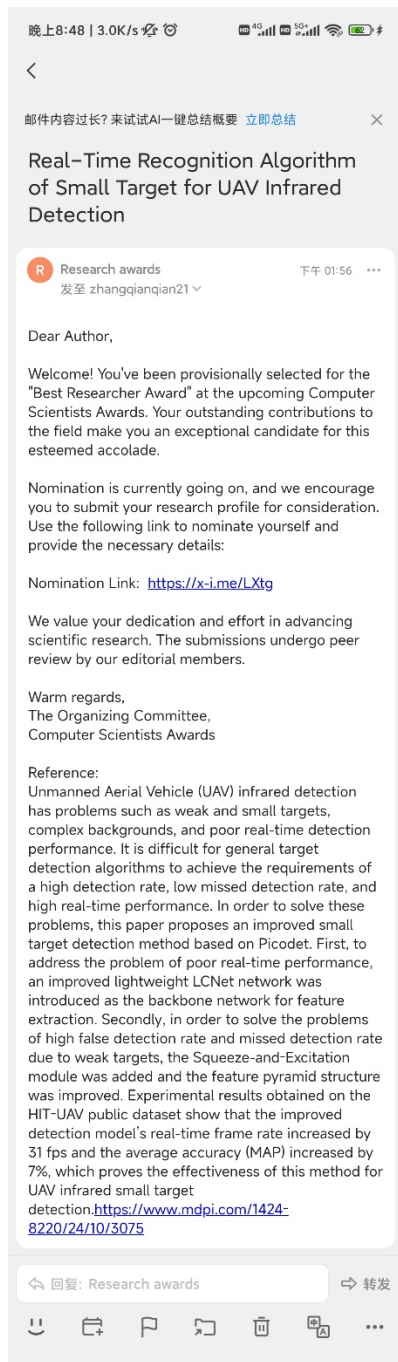 晚上8:48 | 3.0K/s
HD 4G HD 5G+ 62
邮件内容过长? 来试试AI一键总结概要 立即总结
Real-Time Recognition Algorithm
of Small Target for UAV Infrared
Detection
R
Research awards 下午 01:56
发至 zhangqianqian21
Dear Author,
Welcome! You've been provisionally selected for the
"Best Researcher Award" at the upcoming Computer
Scientists Awards. Your outstanding contributions to
the field make you an exceptional candidate for this
esteemed accolade.
Nomination is currently going on, and we encourage
you to submit your research profile for consideration.
Use the following link to nominate yourself and
provide the necessary details:
Nomination Link: https://x-i.me/LXtg
We value your dedication and effort in advancing
scientific research. The submissions undergo peer
review by our editorial members.
Warm regards,
The Organizing Committee,
Computer Scientists Awards
Reference:
Unmanned Aerial Vehicle (UAV) infrared detection
has problems such as weak and small targets,
complex backgrounds, and poor real-time detection
performance. It is difficult for general target
detection algorithms to achieve the requirements of
a high detection rate, low missed detection rate, and
high real-time performance. In order to solve these
problems, this paper proposes an improved small
target detection method based on Picodet. First, to
address the problem of poor real-time performance,
an improved lightweight LCNet network was
introduced as the backbone network for feature
extraction. Secondly, in order to solve the problems
of high false detection rate and missed detection rate
due to weak targets, the Squeeze-and-Excitation
module was added and the feature pyramid structure
was improved. Experimental results obtained on the
HIT-UAV public dataset show that the improved
detection model's real-time frame rate increased by
31 fps and the average accuracy (MAP) increased by
7%, which proves the effectiveness of this method for
UAV infrared small target
detection.https://www.mdpi.com/1424-
8220/24/10/3075
回复: Research awards 转发
中 A